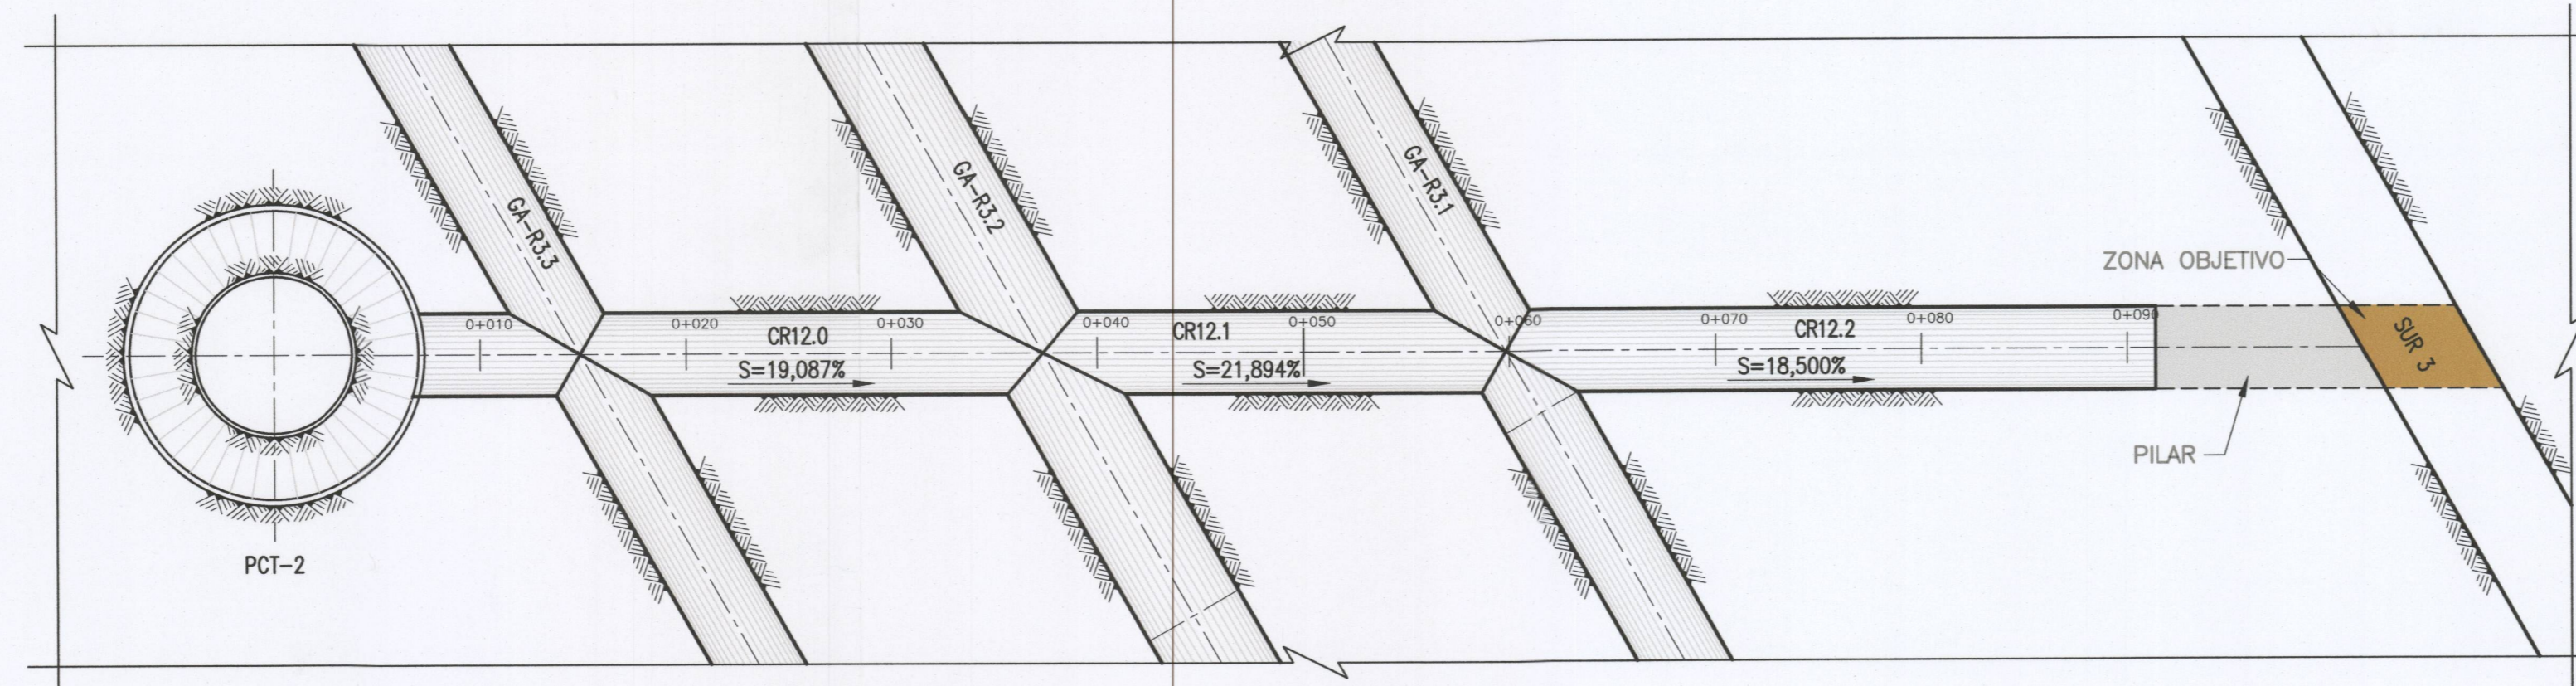 GA-R3.3
GA-R3.2
GA-R3.1
ZONA OBJETIVO
0+010
0+020
0+030
0+040
0+050
0+060
0+070
0+080
0+090
CR12.0
CR12.1
CR12.2
S=19,087%
S=21,894%
S=18,500%
SUR 3
PILAR
PCT-2